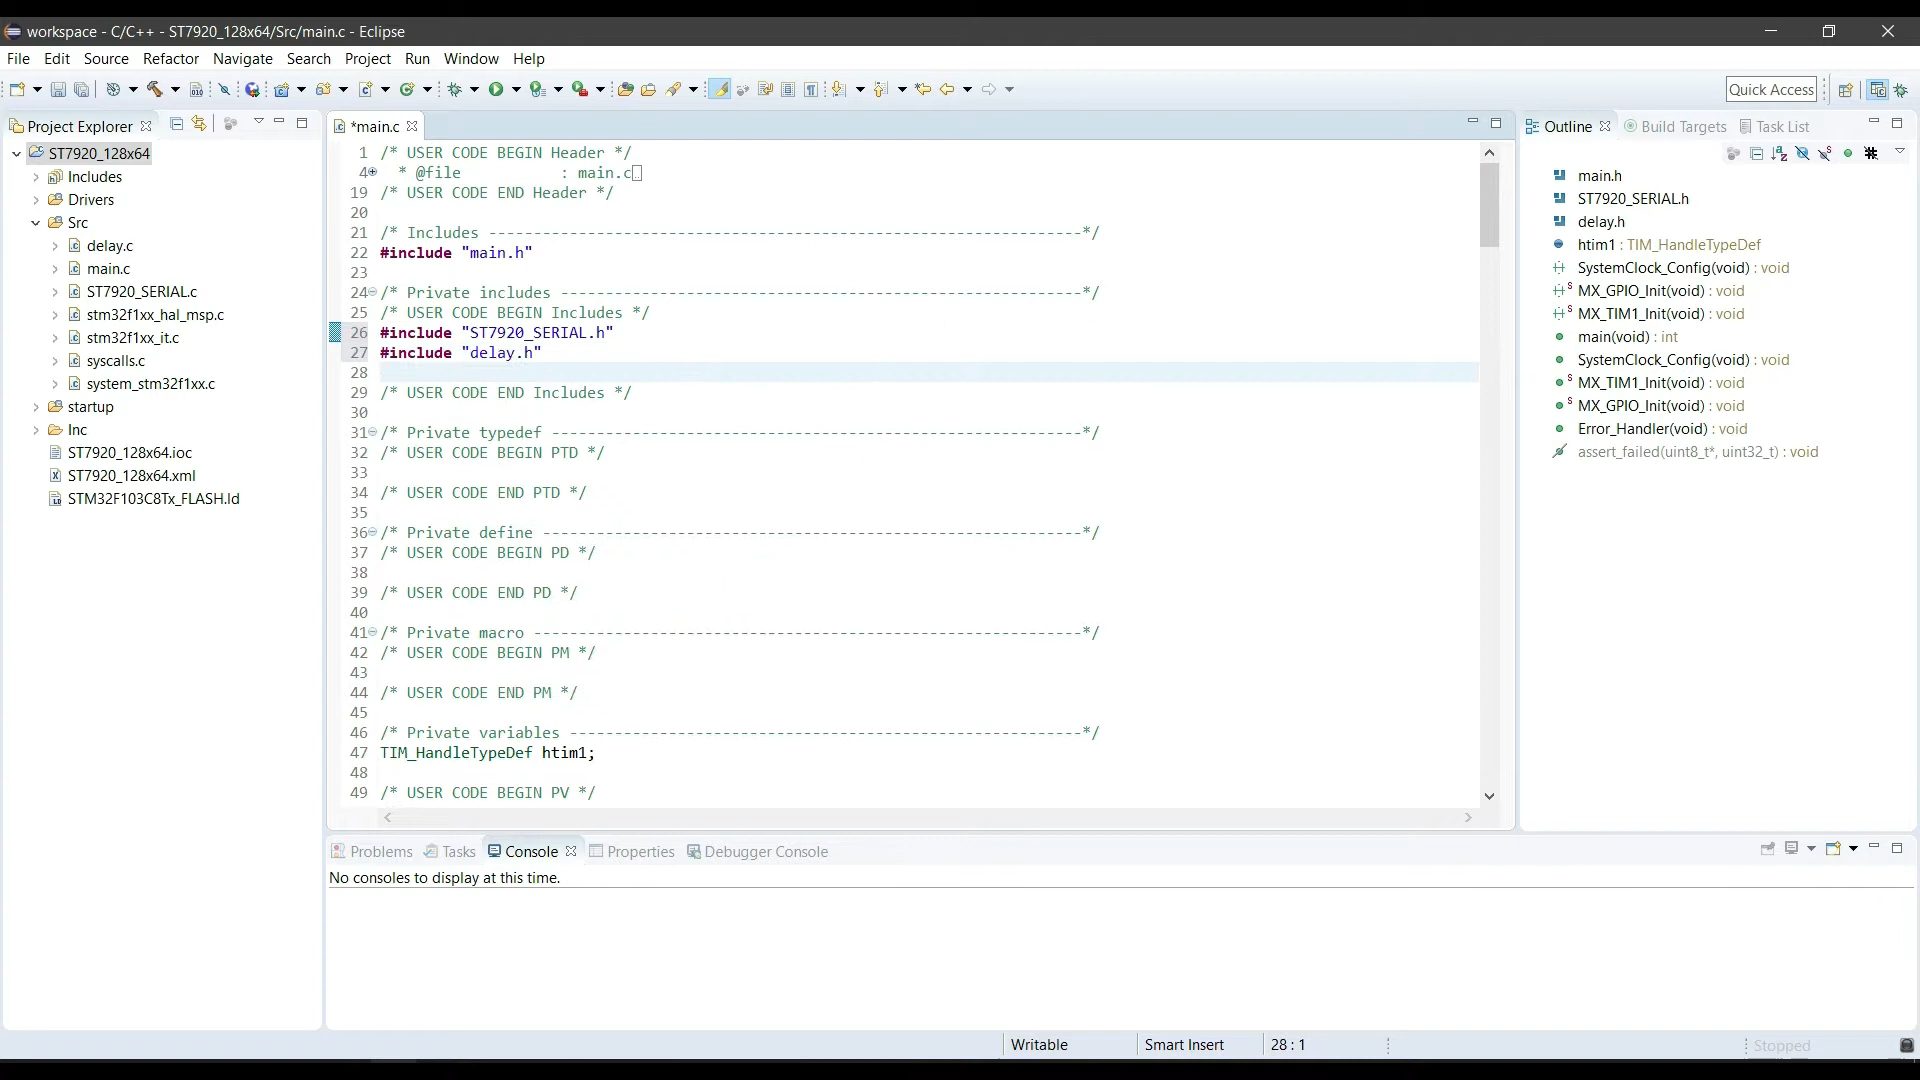 workspace - C/C++ - ST7920_128x64/Src/main.c - Eclipse
File Edit Source Refactor Navigate Search Project Run Window Help
Quick Access
Project Explorer
ST7920_128x64
Includes
Drivers
Src
delay.c
main.c
ST7920_SERIAL.c
stm32f1xx_hal_msp.c
stm32f1xx_it.c
syscalls.c
system_stm32f1xx.c
startup
Inc
ST7920_128x64.ioc
ST7920_128x64.xml
STM32F103C8Tx_FLASH.ld
*main.c
1 /* USER CODE BEGIN Header */
4 * @file : main.c
19 /* USER CODE END Header */
20
21 /* Includes ------------------------------------------------------------------*/
22 #include "main.h"
23
24 /* Private includes ----------------------------------------------------------*/
25 /* USER CODE BEGIN Includes */
26 #include "ST7920_SERIAL.h"
27 #include "delay.h"
28
29 /* USER CODE END Includes */
30
31 /* Private typedef -----------------------------------------------------------*/
32 /* USER CODE BEGIN PTD */
33
34 /* USER CODE END PTD */
35
36 /* Private define ------------------------------------------------------------*/
37 /* USER CODE BEGIN PD */
38
39 /* USER CODE END PD */
40
41 /* Private macro -------------------------------------------------------------*/
42 /* USER CODE BEGIN PM */
43
44 /* USER CODE END PM */
45
46 /* Private variables ---------------------------------------------------------*/
47 TIM_HandleTypeDef htim1;
48
49 /* USER CODE BEGIN PV */
Outline Build Targets Task List
main.h
ST7920_SERIAL.h
delay.h
htim1 : TIM_HandleTypeDef
SystemClock_Config(void) : void
MX_GPIO_Init(void) : void
MX_TIM1_Init(void) : void
main(void) : int
SystemClock_Config(void) : void
MX_TIM1_Init(void) : void
MX_GPIO_Init(void) : void
Error_Handler(void) : void
assert_failed(uint8_t*, uint32_t) : void
Problems Tasks Console Properties Debugger Console
No consoles to display at this time.
Writable Smart Insert 28 : 1 Stopped